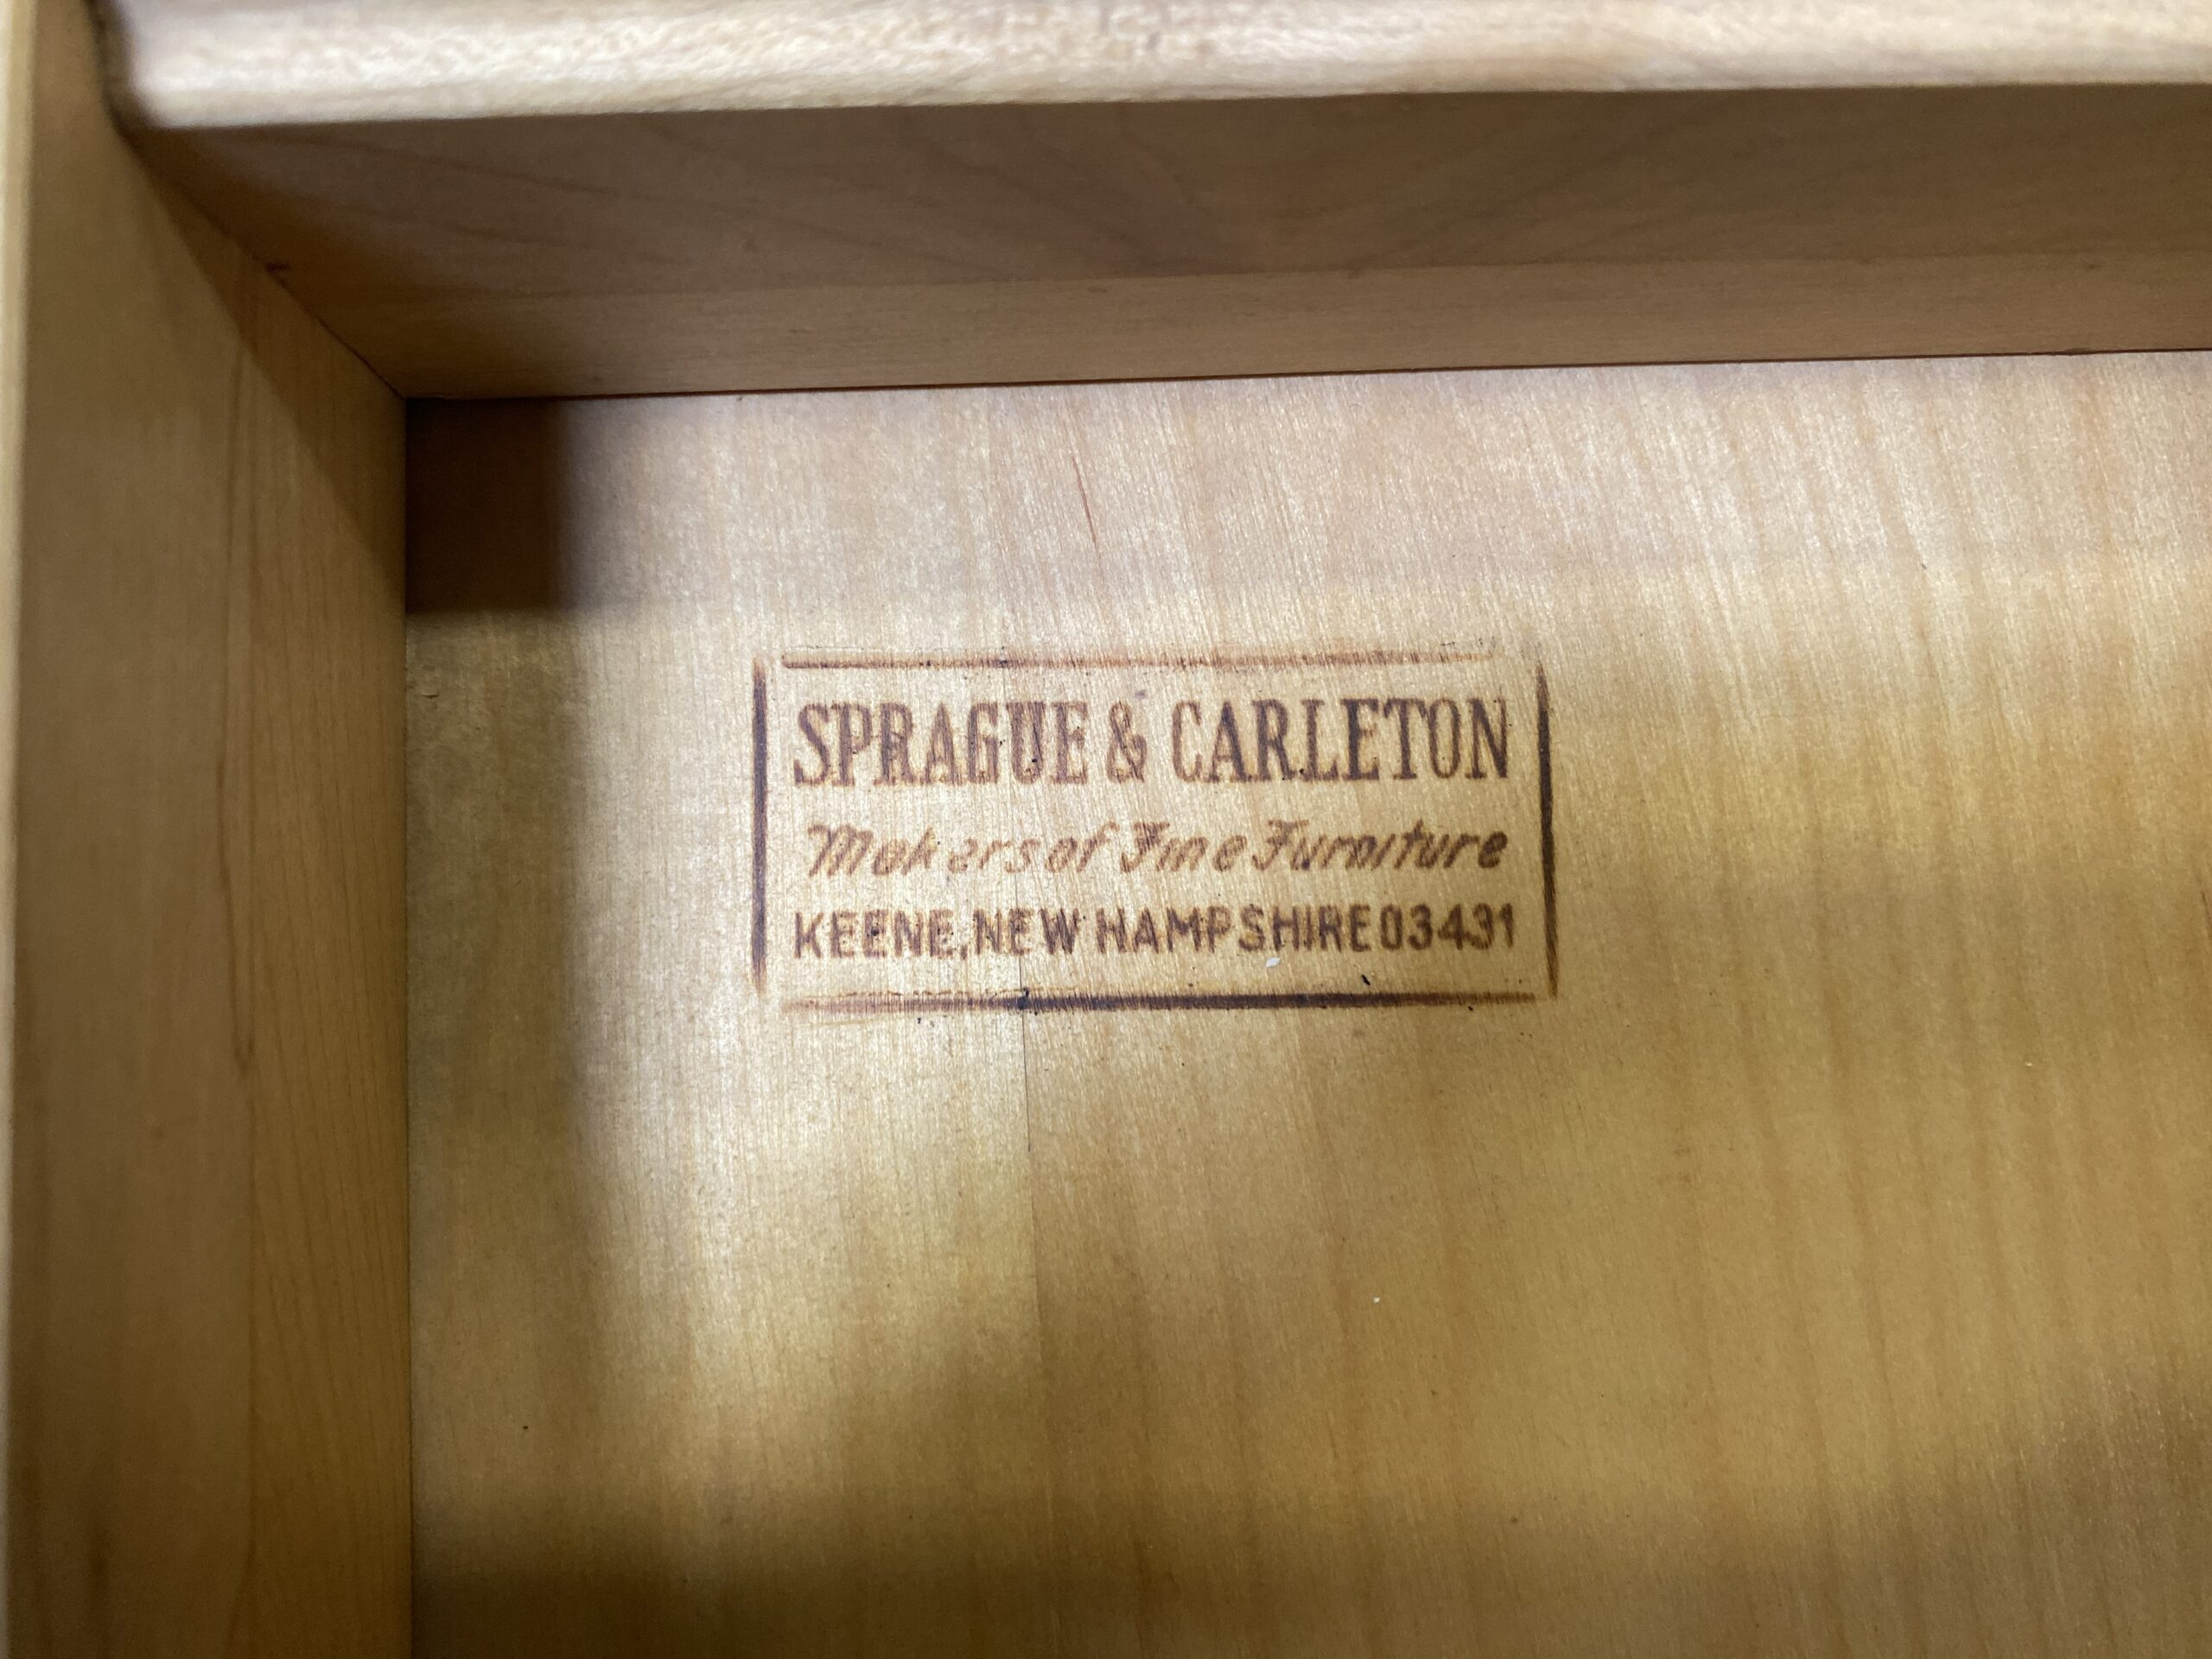 SPRAGUE & CARLETON
Makers of Fine Furniture
KEENE, NEW HAMPSHIRE 03431